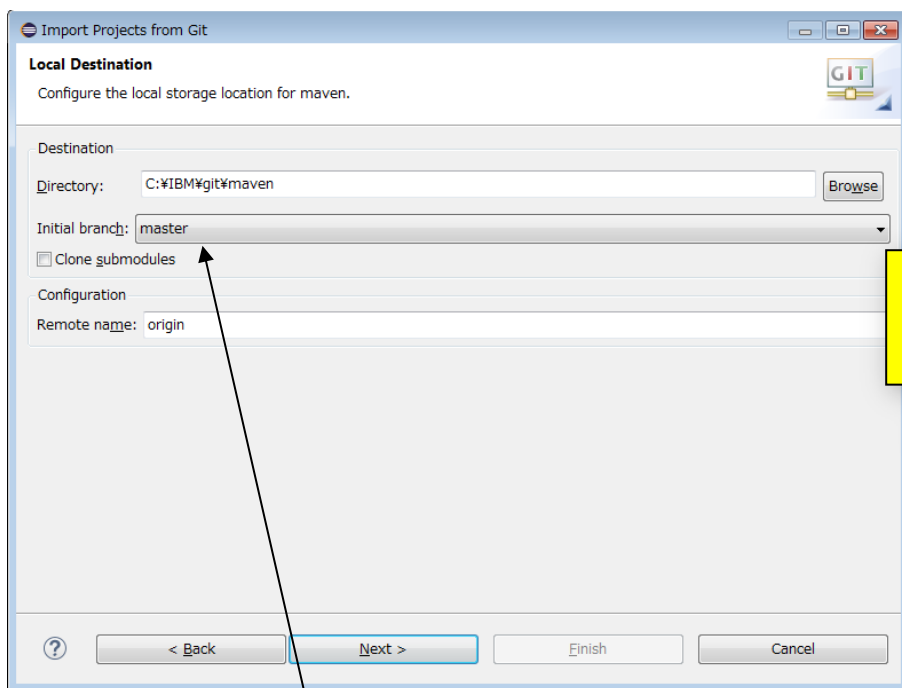 Import Projects from Git
Local Destination
Configure the local storage location for maven.
GIT
Destination
Directory: C:¥IBM¥git¥maven Browse
Initial branch: master
Clone submodules
Configuration
Remote name: origin
? < Back Next > Finish Cancel